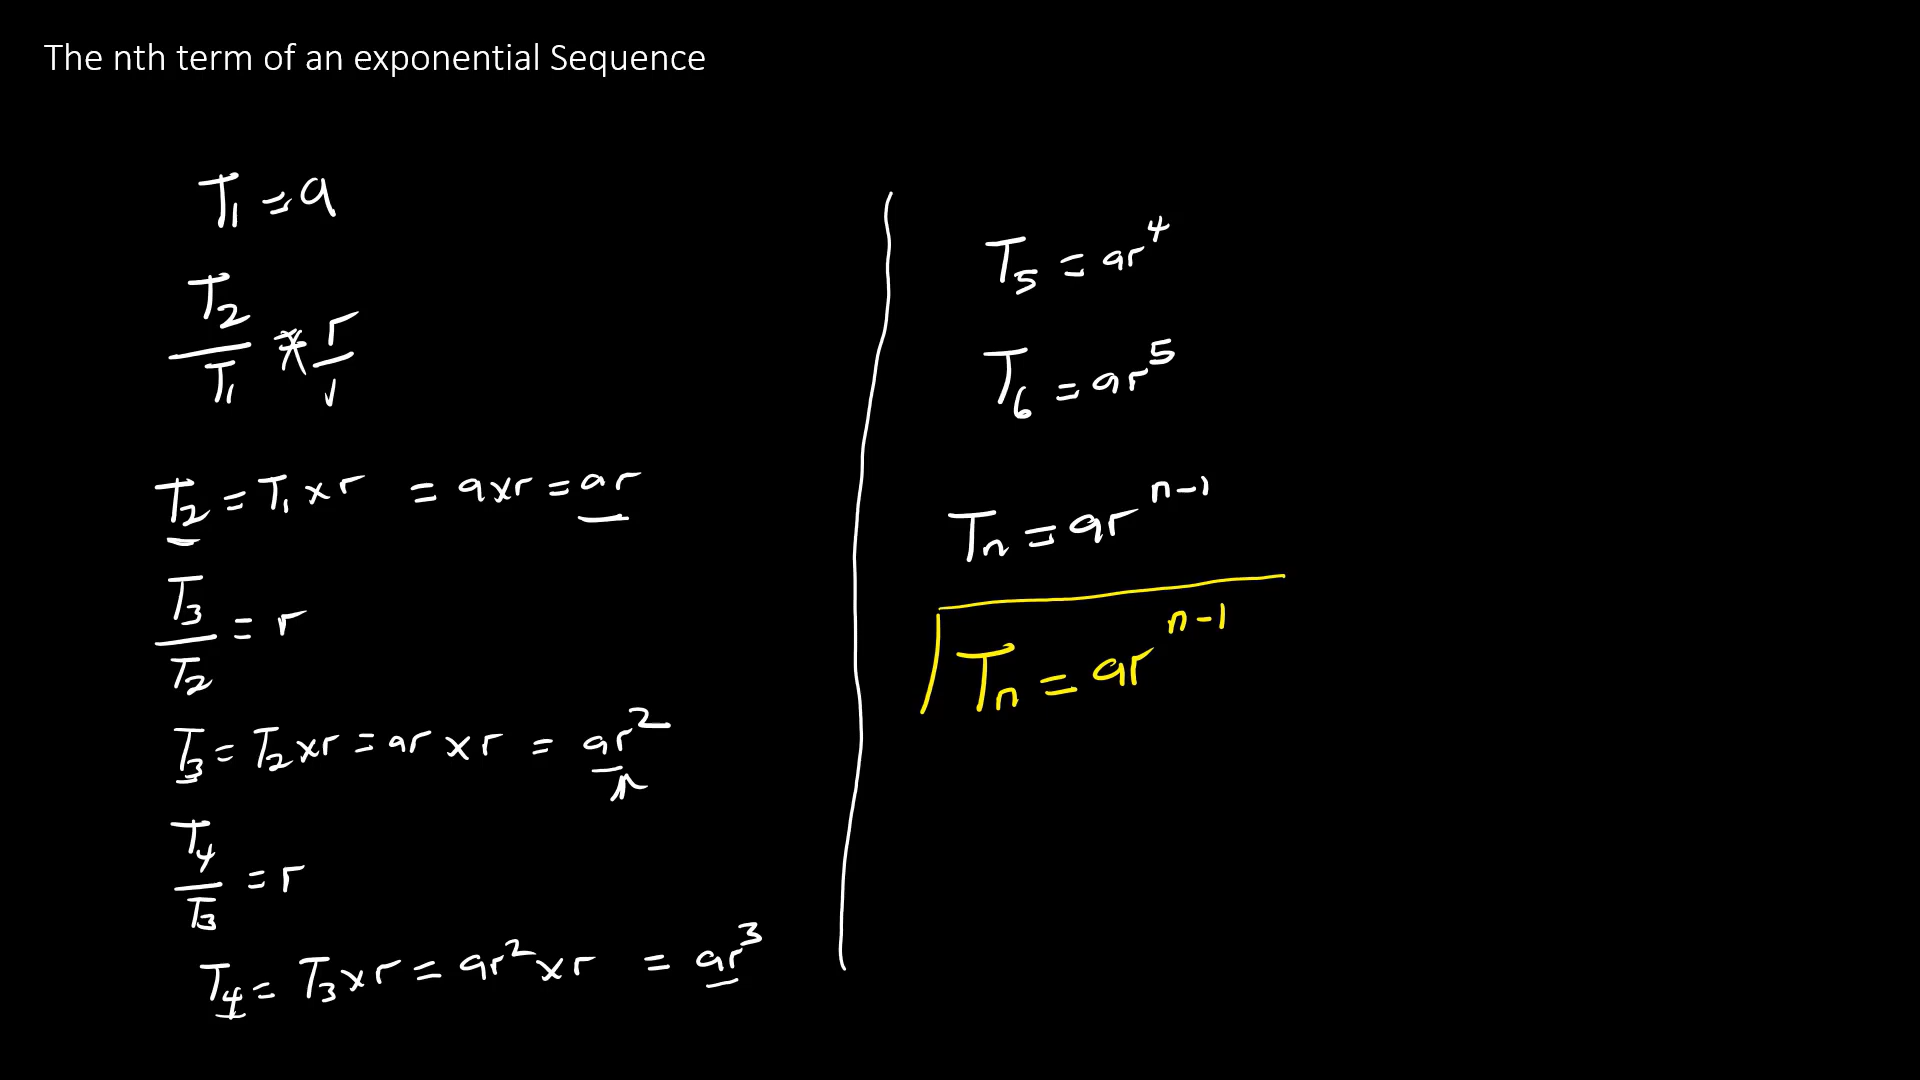 The nth term of an exponential Sequence
T₁ = a
T₂/T₁ ⚹ r/1
T₂ = T₁ × r = a×r = ar
T₃/T₂ = r
T₃ = T₂ × r = ar × r = ar²
T₄/T₃ = r
T₄ = T₃ × r = ar² × r = ar³
T₅ = ar⁴
T₆ = ar⁵
Tₙ = arⁿ⁻¹
Tₙ = arⁿ⁻¹